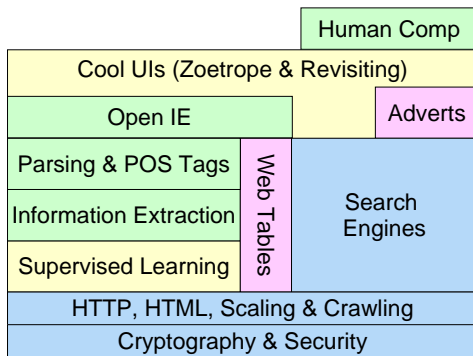 Human Comp
Cool UIs (Zoetrope & Revisiting)
Open IE
Adverts
Parsing & POS Tags
Web Tables
Search
Engines
Information Extraction
Supervised Learning
HTTP, HTML, Scaling & Crawling
Cryptography & Security